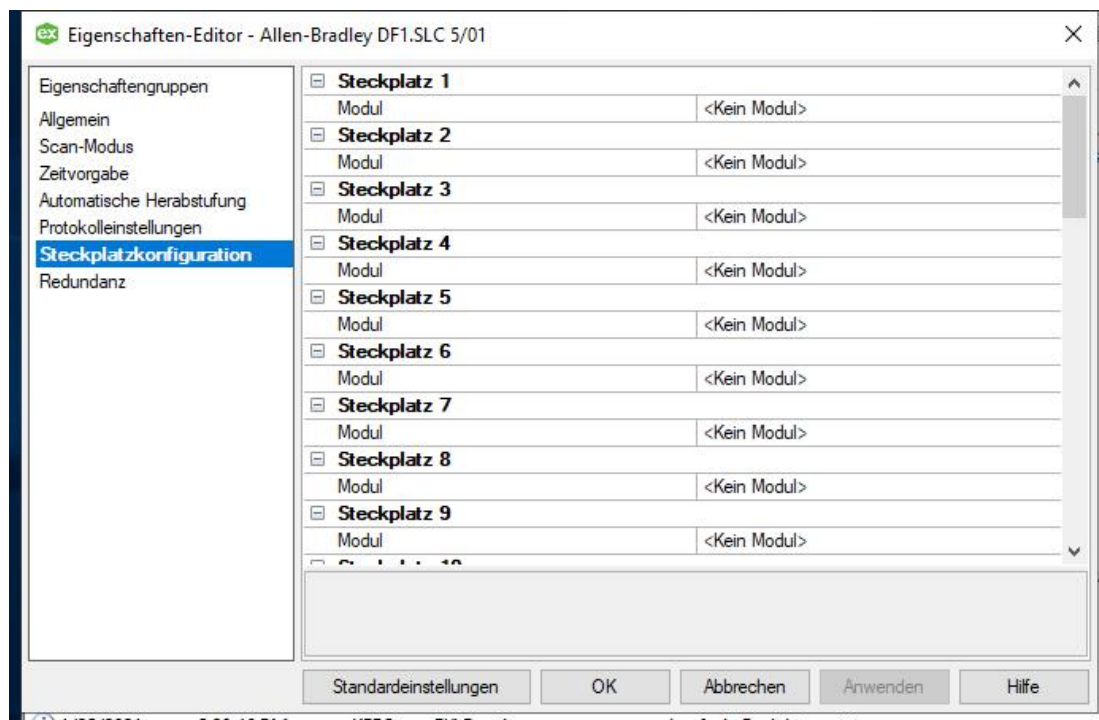 ex Eigenschaften-Editor - Allen-Bradley DF1.SLC 5/01
Eigenschaftengruppen
Allgemein
Scan-Modus
Zeitvorgabe
Automatische Herabstufung
Protokolleinstellungen
Steckplatzkonfiguration
Redundanz
Steckplatz 1
Modul <Kein Modul>
Steckplatz 2
Modul <Kein Modul>
Steckplatz 3
Modul <Kein Modul>
Steckplatz 4
Modul <Kein Modul>
Steckplatz 5
Modul <Kein Modul>
Steckplatz 6
Modul <Kein Modul>
Steckplatz 7
Modul <Kein Modul>
Steckplatz 8
Modul <Kein Modul>
Steckplatz 9
Modul <Kein Modul>
Standardeinstellungen OK Abbrechen Anwenden Hilfe